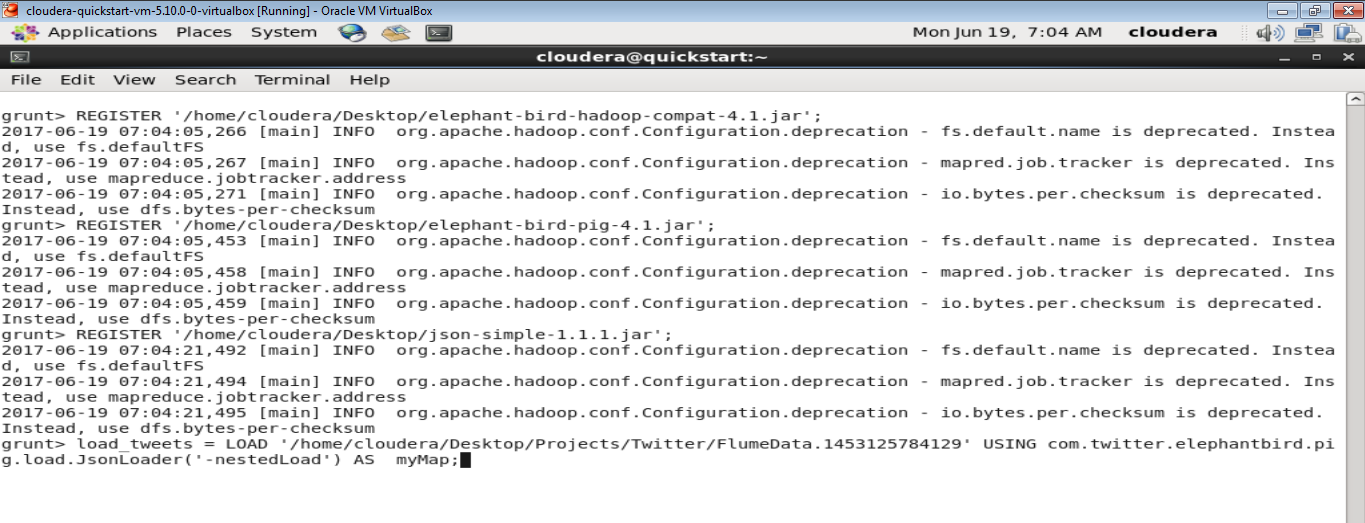 cloudera-quickstart-vm-5.10.0-0-virtualbox [Running] - Oracle VM VirtualBox
Applications Places System Mon Jun 19, 7:04 AM cloudera
cloudera@quickstart:~
File Edit View Search Terminal Help
grunt> REGISTER '/home/cloudera/Desktop/elephant-bird-hadoop-compat-4.1.jar';
2017-06-19 07:04:05,266 [main] INFO  org.apache.hadoop.conf.Configuration.deprecation - fs.default.name is deprecated. Instea
d, use fs.defaultFS
2017-06-19 07:04:05,267 [main] INFO  org.apache.hadoop.conf.Configuration.deprecation - mapred.job.tracker is deprecated. Ins
tead, use mapreduce.jobtracker.address
2017-06-19 07:04:05,271 [main] INFO  org.apache.hadoop.conf.Configuration.deprecation - io.bytes.per.checksum is deprecated.
Instead, use dfs.bytes-per-checksum
grunt> REGISTER '/home/cloudera/Desktop/elephant-bird-pig-4.1.jar';
2017-06-19 07:04:05,453 [main] INFO  org.apache.hadoop.conf.Configuration.deprecation - fs.default.name is deprecated. Instea
d, use fs.defaultFS
2017-06-19 07:04:05,458 [main] INFO  org.apache.hadoop.conf.Configuration.deprecation - mapred.job.tracker is deprecated. Ins
tead, use mapreduce.jobtracker.address
2017-06-19 07:04:05,459 [main] INFO  org.apache.hadoop.conf.Configuration.deprecation - io.bytes.per.checksum is deprecated.
Instead, use dfs.bytes-per-checksum
grunt> REGISTER '/home/cloudera/Desktop/json-simple-1.1.1.jar';
2017-06-19 07:04:21,492 [main] INFO  org.apache.hadoop.conf.Configuration.deprecation - fs.default.name is deprecated. Instea
d, use fs.defaultFS
2017-06-19 07:04:21,494 [main] INFO  org.apache.hadoop.conf.Configuration.deprecation - mapred.job.tracker is deprecated. Ins
tead, use mapreduce.jobtracker.address
2017-06-19 07:04:21,495 [main] INFO  org.apache.hadoop.conf.Configuration.deprecation - io.bytes.per.checksum is deprecated.
Instead, use dfs.bytes-per-checksum
grunt> load_tweets = LOAD '/home/cloudera/Desktop/Projects/Twitter/FlumeData.1453125784129' USING com.twitter.elephantbird.pi
g.load.JsonLoader('-nestedLoad') AS  myMap;